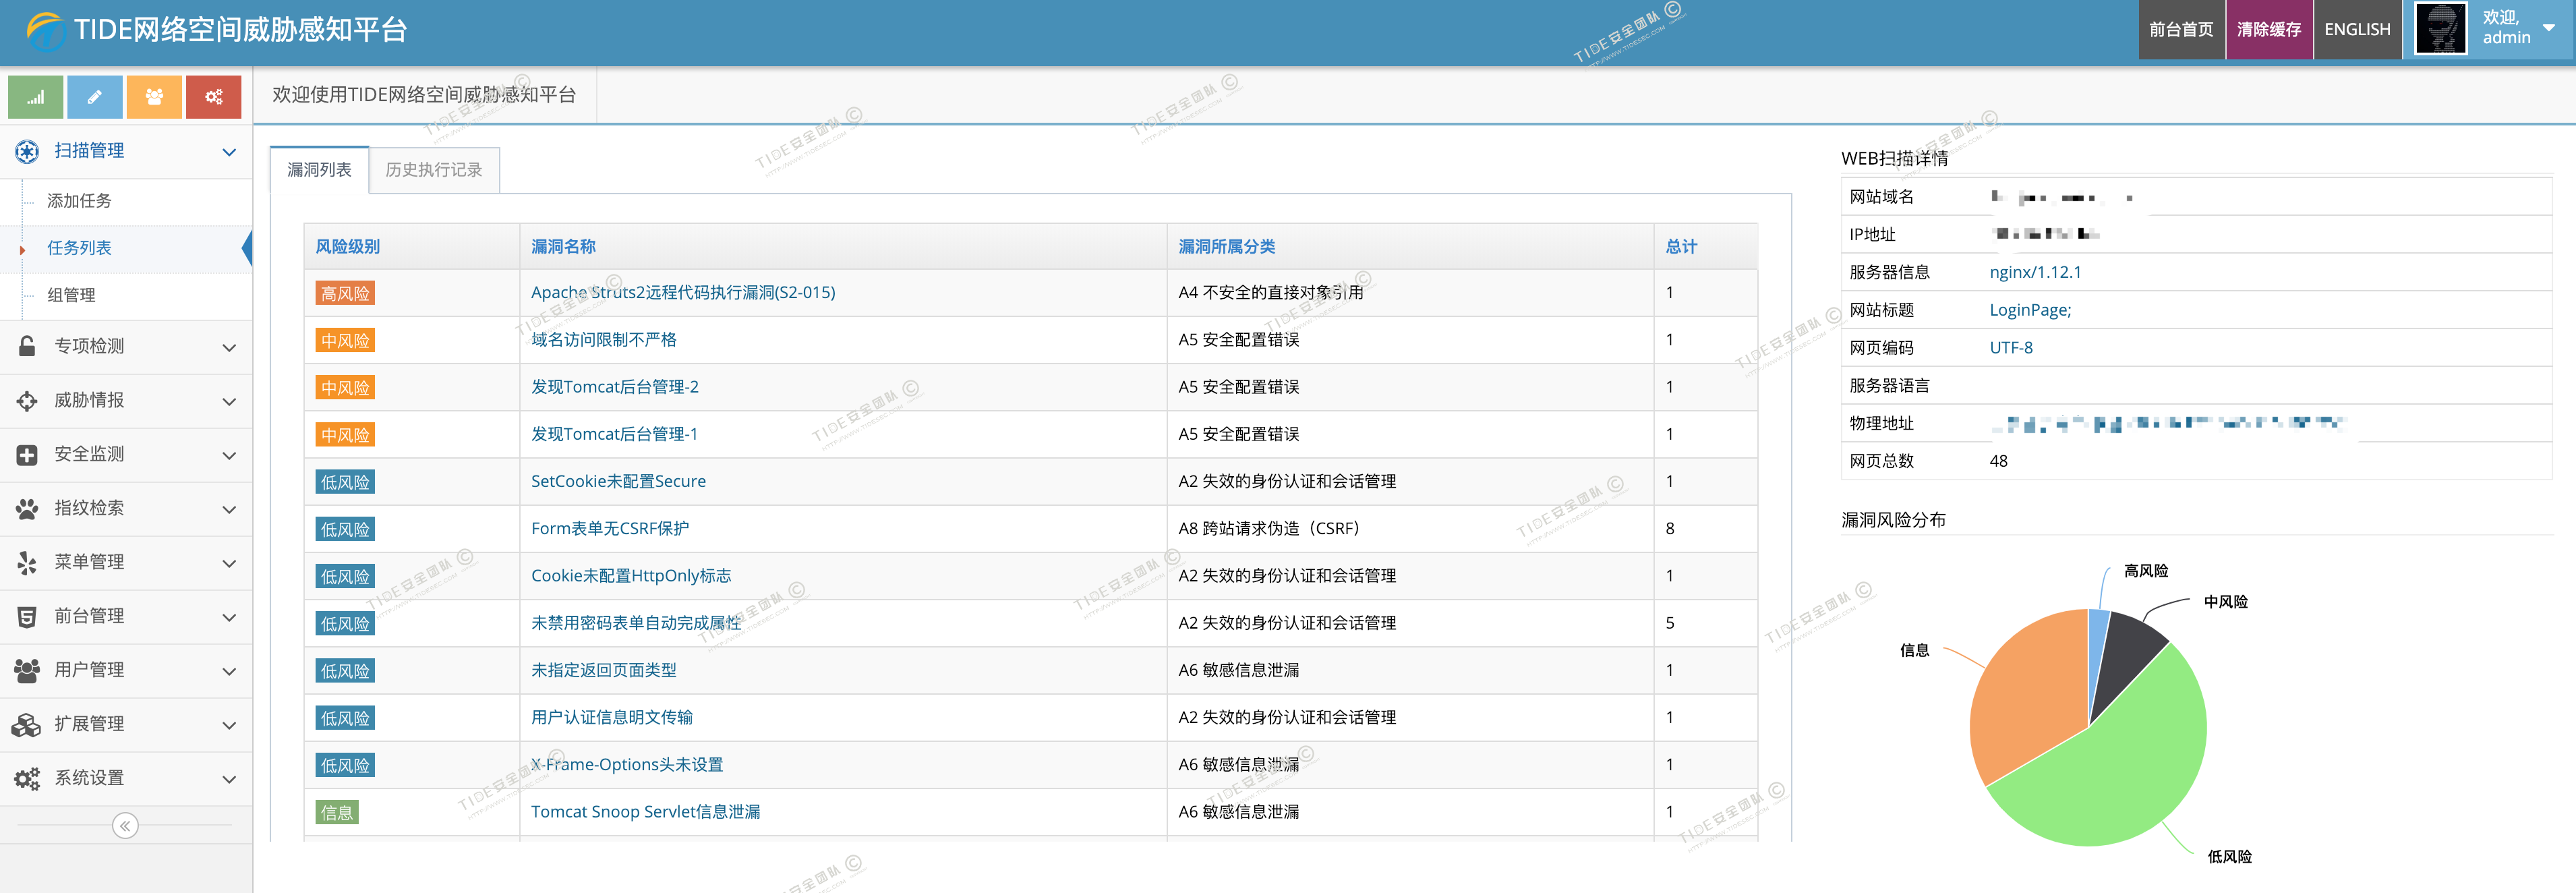 TIDE网络空间威胁感知平台
前台首页 清除缓存 ENGLISH 欢迎, admin
欢迎使用TIDE网络空间威胁感知平台
扫描管理
添加任务
任务列表
组管理
专项检测
威胁情报
安全监测
指纹检索
菜单管理
前台管理
用户管理
扩展管理
系统设置
漏洞列表 历史执行记录
风险级别 漏洞名称 漏洞所属分类 总计
高风险 Apache Struts2远程代码执行漏洞(S2-015) A4 不安全的直接对象引用 1
中风险 域名访问限制不严格 A5 安全配置错误 1
中风险 发现Tomcat后台管理-2 A5 安全配置错误 1
中风险 发现Tomcat后台管理-1 A5 安全配置错误 1
低风险 SetCookie未配置Secure A2 失效的身份认证和会话管理 1
低风险 Form表单无CSRF保护 A8 跨站请求伪造（CSRF） 8
低风险 Cookie未配置HttpOnly标志 A2 失效的身份认证和会话管理 1
低风险 未禁用密码表单自动完成属性 A2 失效的身份认证和会话管理 5
低风险 未指定返回页面类型 A6 敏感信息泄漏 1
低风险 用户认证信息明文传输 A2 失效的身份认证和会话管理 1
低风险 X-Frame-Options头未设置 A6 敏感信息泄漏 1
信息 Tomcat Snoop Servlet信息泄漏 A6 敏感信息泄漏 1
WEB扫描详情
网站域名
IP地址
服务器信息 nginx/1.12.1
网站标题 LoginPage;
网页编码 UTF-8
服务器语言
物理地址
网页总数 48
漏洞风险分布
高风险
中风险
信息
低风险
TIDE安全团队 ©
HTTP://WWW.TIDESEC.COM